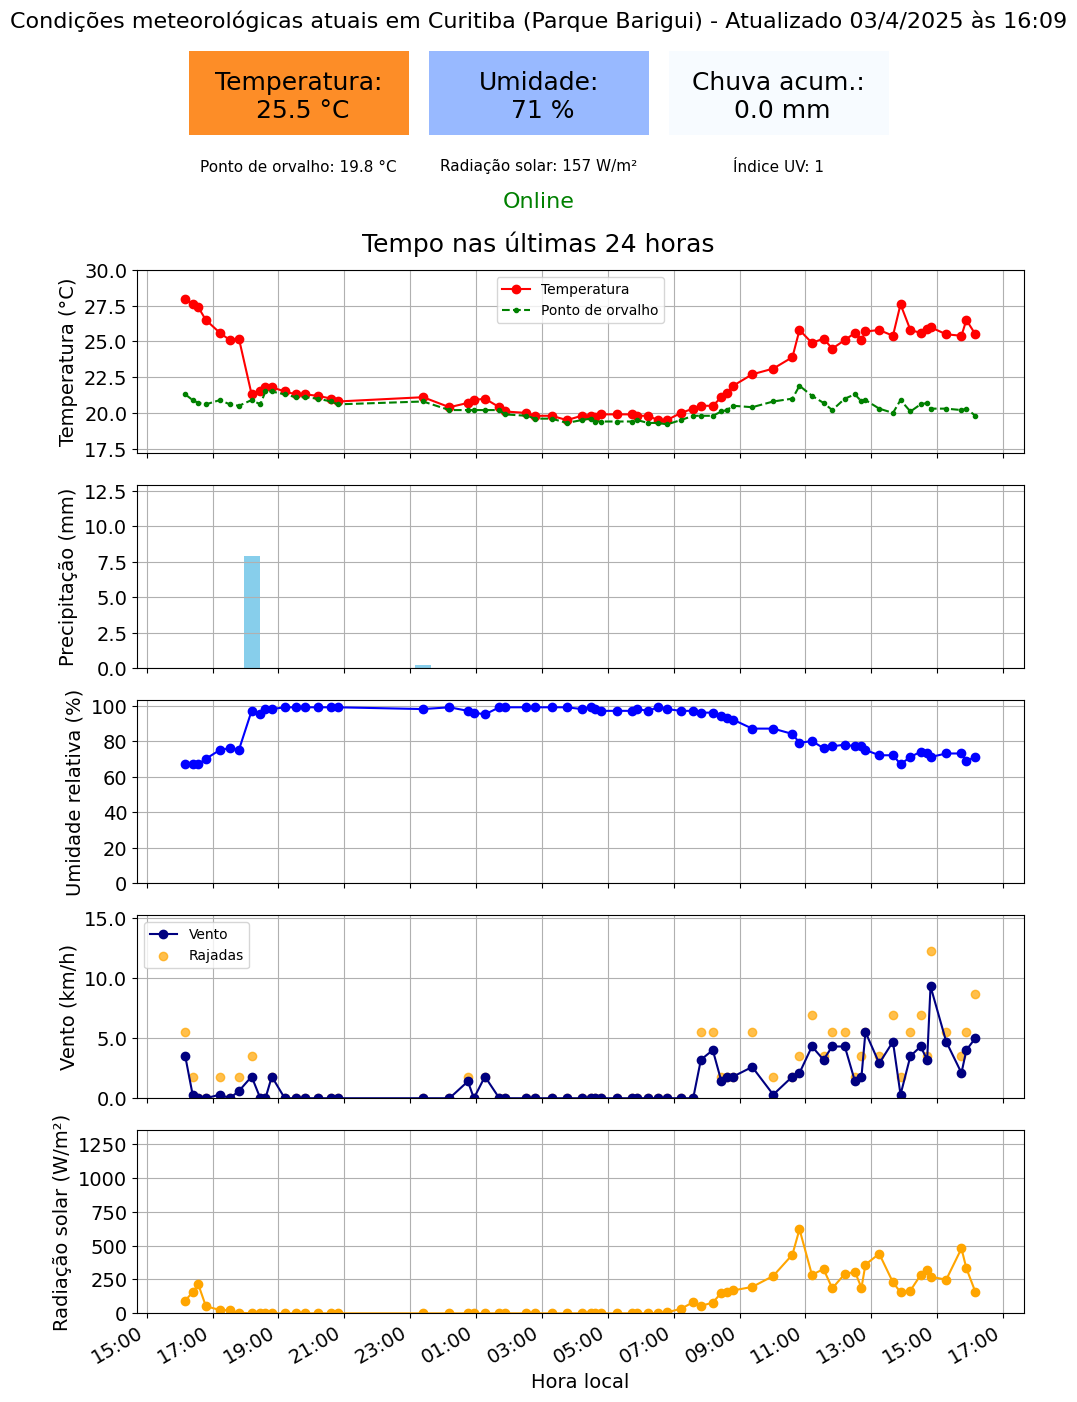 Condições meteorológicas atuais em Curitiba (Parque Barigui) - Atualizado 03/4/2025 às 16:09
Temperatura:
25.5 °C
Umidade:
71 %
Chuva acum.:
0.0 mm
Ponto de orvalho: 19.8 °C
Radiação solar: 157 W/m²
Índice UV: 1
Online
Tempo nas últimas 24 horas
Temperatura (°C)
30.0
27.5
25.0
22.5
20.0
17.5
Temperatura
Ponto de orvalho
Precipitação (mm)
12.5
10.0
7.5
5.0
2.5
0.0
Umidade relativa (%)
100
80
60
40
20
0
Vento (km/h)
15.0
10.0
5.0
0.0
Vento
Rajadas
Radiação solar (W/m²)
1250
1000
750
500
250
0
15:00
17:00
19:00
21:00
23:00
01:00
03:00
05:00
07:00
09:00
11:00
13:00
15:00
17:00
Hora local